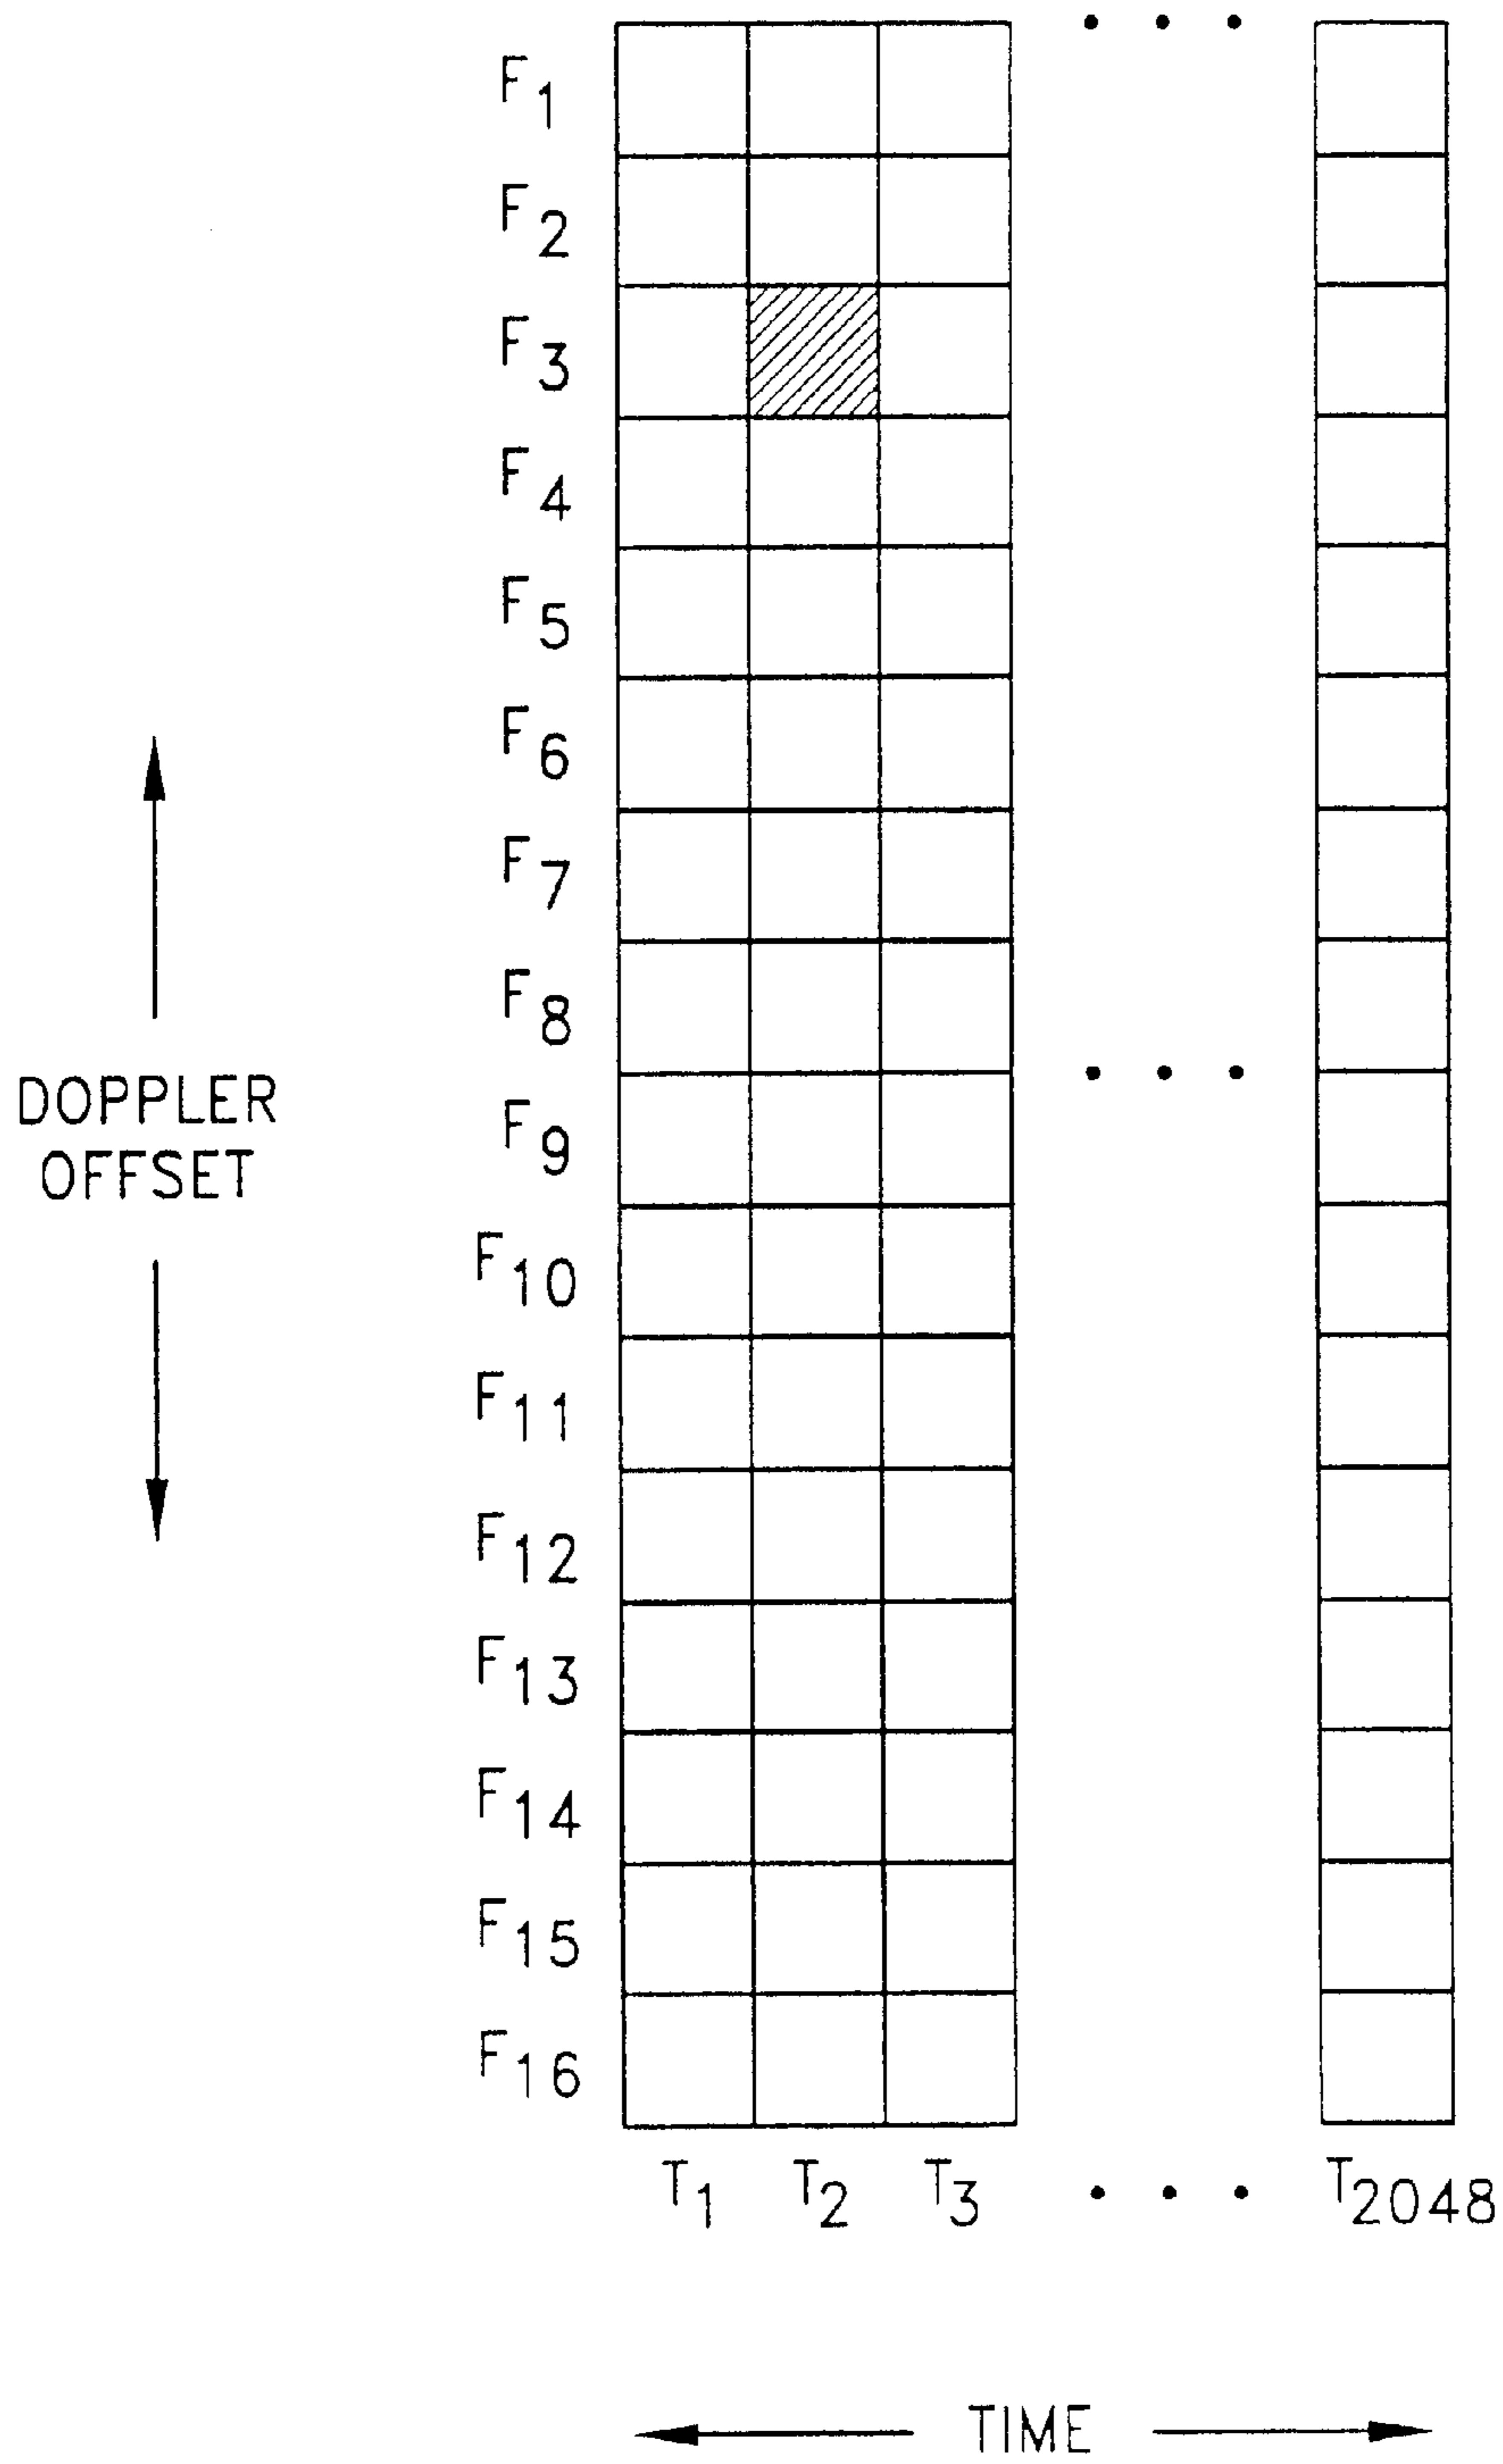 F1
F2
F3
F4
F5
F6
F7
F8
F9
F10
F11
F12
F13
F14
F15
F16
DOPPLER
OFFSET
T1 T2 T3 • • • T2048
TIME